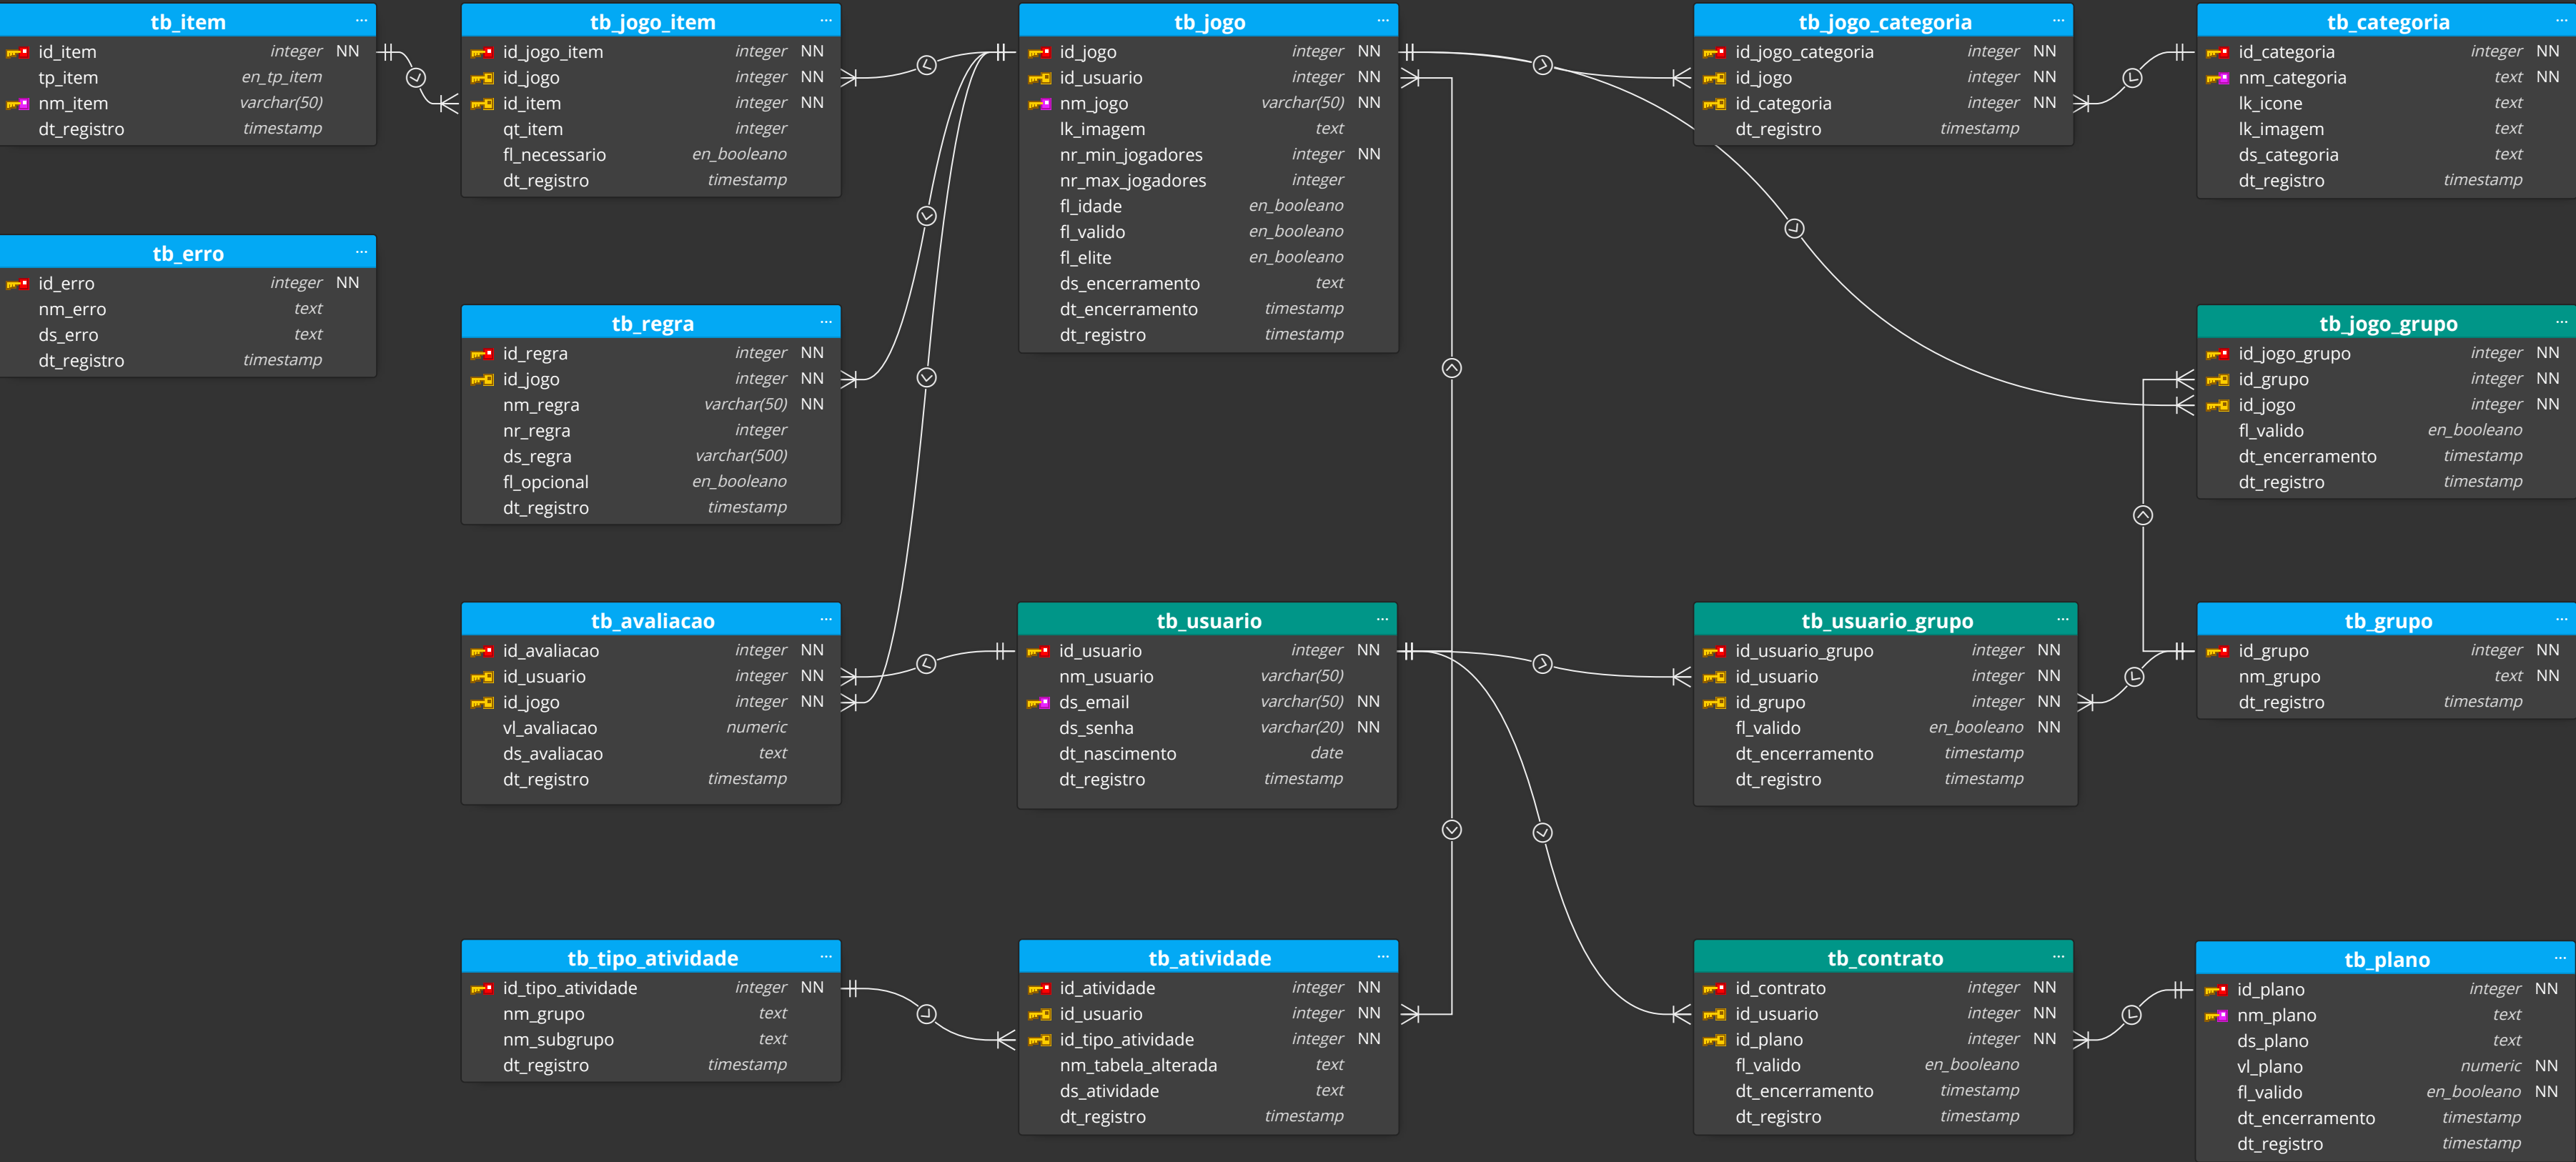 tb_item ...
id_item integer NN
tp_item en_tp_item
nm_item varchar(50) NN
dt_registro timestamp
tb_jogo_item ...
id_jogo_item integer NN
id_jogo integer NN
id_item integer NN
qt_item integer
fl_necessario en_booleano
dt_registro timestamp
tb_jogo ...
id_jogo integer NN
id_usuario integer NN
nm_jogo varchar(50) NN
lk_imagem text
nr_min_jogadores integer NN
nr_max_jogadores integer
fl_idade en_booleano
fl_valido en_booleano
fl_elite en_booleano
ds_encerramento text
dt_encerramento timestamp
dt_registro timestamp
tb_jogo_categoria ...
id_jogo_categoria integer NN
id_jogo integer NN
id_categoria integer NN
dt_registro timestamp
tb_categoria ...
id_categoria integer NN
nm_categoria text NN
lk_icone text
lk_imagem text
ds_categoria text
dt_registro timestamp
tb_erro ...
id_erro integer NN
nm_erro text
ds_erro text
dt_registro timestamp
tb_regra ...
id_regra integer NN
id_jogo integer NN
nm_regra varchar(50) NN
nr_regra integer
ds_regra varchar(500)
fl_opcional en_booleano
dt_registro timestamp
tb_jogo_grupo ...
id_jogo_grupo integer NN
id_grupo integer NN
id_jogo integer NN
fl_valido en_booleano
dt_encerramento timestamp
dt_registro timestamp
tb_avaliacao ...
id_avaliacao integer NN
id_usuario integer NN
id_jogo integer NN
vl_avaliacao numeric
ds_avaliacao text
dt_registro timestamp
tb_usuario ...
id_usuario integer NN
nm_usuario varchar(50)
ds_email varchar(50) NN
ds_senha varchar(20) NN
dt_nascimento date
dt_registro timestamp
tb_usuario_grupo ...
id_usuario_grupo integer NN
id_usuario integer NN
id_grupo integer NN
fl_valido en_booleano NN
dt_encerramento timestamp
dt_registro timestamp
tb_grupo ...
id_grupo integer NN
nm_grupo text NN
dt_registro timestamp
tb_tipo_atividade ...
id_tipo_atividade integer NN
nm_grupo text
nm_subgrupo text
dt_registro timestamp
tb_atividade ...
id_atividade integer NN
id_usuario integer NN
id_tipo_atividade integer NN
nm_tabela_alterada text
ds_atividade text
dt_registro timestamp
tb_contrato ...
id_contrato integer NN
id_usuario integer NN
id_plano integer NN
fl_valido en_booleano
dt_encerramento timestamp
dt_registro timestamp
tb_plano ...
id_plano integer NN
nm_plano text
ds_plano text
vl_plano numeric NN
fl_valido en_booleano NN
dt_encerramento timestamp
dt_registro timestamp